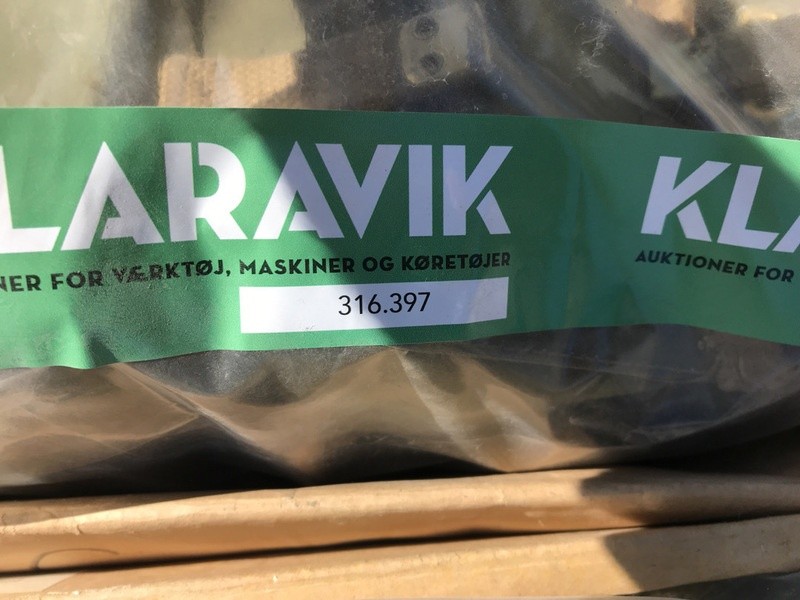 LARAVIK
NER FOR VÆRKTØJ, MASKINER OG KØRETØJER
316.397
KLA
AUKTIONER FOR